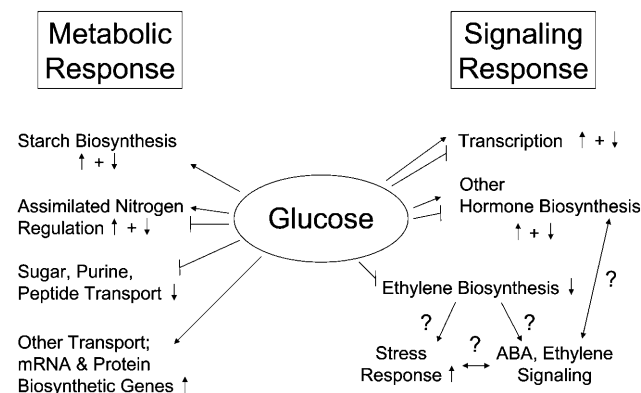 Metabolic
Response
Signaling
Response
Starch Biosynthesis
↑ + ↓
Assimilated Nitrogen
Regulation ↑ + ↓
Sugar, Purine,
Peptide Transport ↓
Other Transport;
mRNA & Protein
Biosynthetic Genes ↑
Glucose
Transcription ↑ + ↓
Other
Hormone Biosynthesis
↑ + ↓
?
Ethylene Biosynthesis ↓
? ?
Stress
Response ↑
?
ABA, Ethylene
Signaling